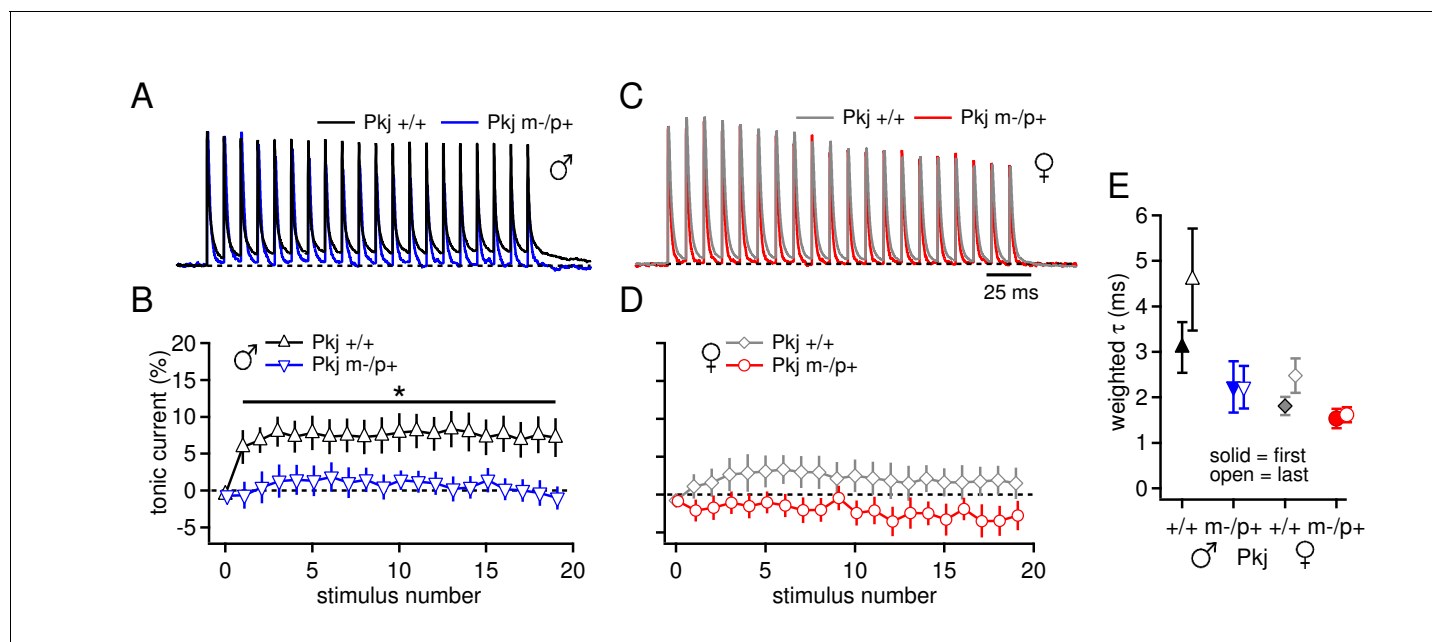 A
Pkj +/+ Pkj m-/p+
♂
C
Pkj +/+ Pkj m-/p+
♀
25 ms
B
♂ Pkj +/+
Pkj m-/p+
*
tonic current (%)
20
15
10
5
0
-5
0 5 10 15 20
stimulus number
D
♀ Pkj +/+
Pkj m-/p+
0 5 10 15 20
stimulus number
E
weighted τ (ms)
6
5
4
3
2
1
0
solid = first
open = last
+/+ m-/p+ +/+ m-/p+
♂ Pkj ♀